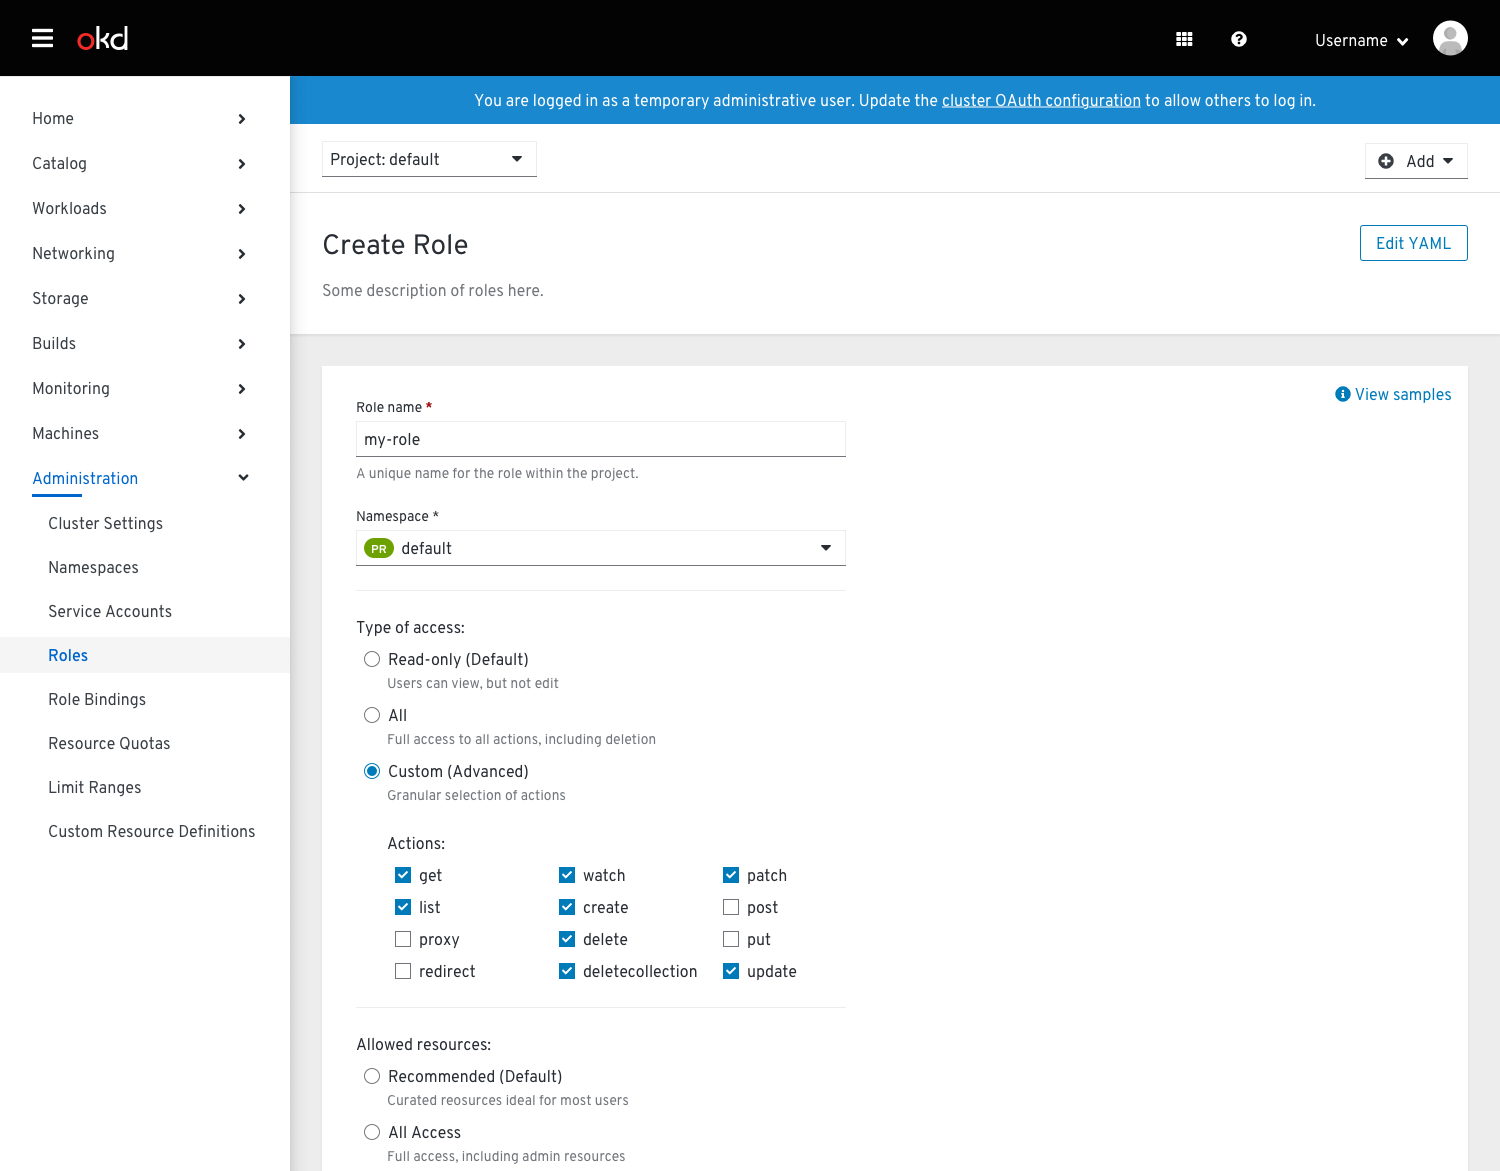 okd
Username
You are logged in as a temporary administrative user. Update the cluster OAuth configuration to allow others to log in.
Home
Catalog
Workloads
Networking
Storage
Builds
Monitoring
Machines
Administration
Cluster Settings
Namespaces
Service Accounts
Roles
Role Bindings
Resource Quotas
Limit Ranges
Custom Resource Definitions
Project: default
Add
Create Role
Edit YAML
Some description of roles here.
View samples
Role name *
my-role
A unique name for the role within the project.
Namespace *
PR default
Type of access:
Read-only (Default)
Users can view, but not edit
All
Full access to all actions, including deletion
Custom (Advanced)
Granular selection of actions
Actions:
get watch patch
list create post
proxy delete put
redirect deletecollection update
Allowed resources:
Recommended (Default)
Curated reosurces ideal for most users
All Access
Full access, including admin resources